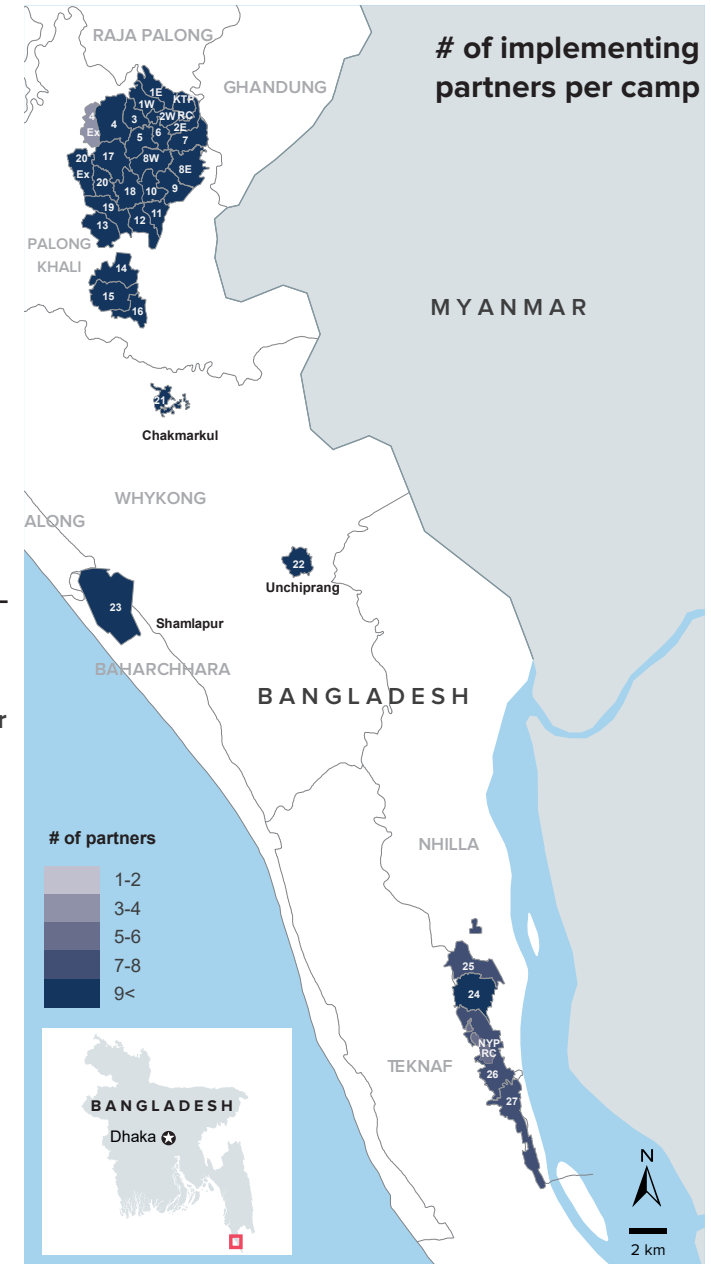 # of implementing
partners per camp
RAJA PALONG
GHANDUNG
1E
KTP
1W
RC
2W
4
3
4
Ex
2E
5
6
7
20
Ex
17
8W
8E
20
18
10
9
19
11
13
12
PALONG
KHALI
14
15
16
MYANMAR
21
Chakmarkul
WHYKONG
ALONG
22
Unchiprang
23
Shamlapur
BAHARCHHARA
BANGLADESH
r
# of partners
1-2
3-4
5-6
7-8
9<
NHILLA
25
24
NYP
RC
26
27
TEKNAF
BANGLADESH
Dhaka
N
2 km